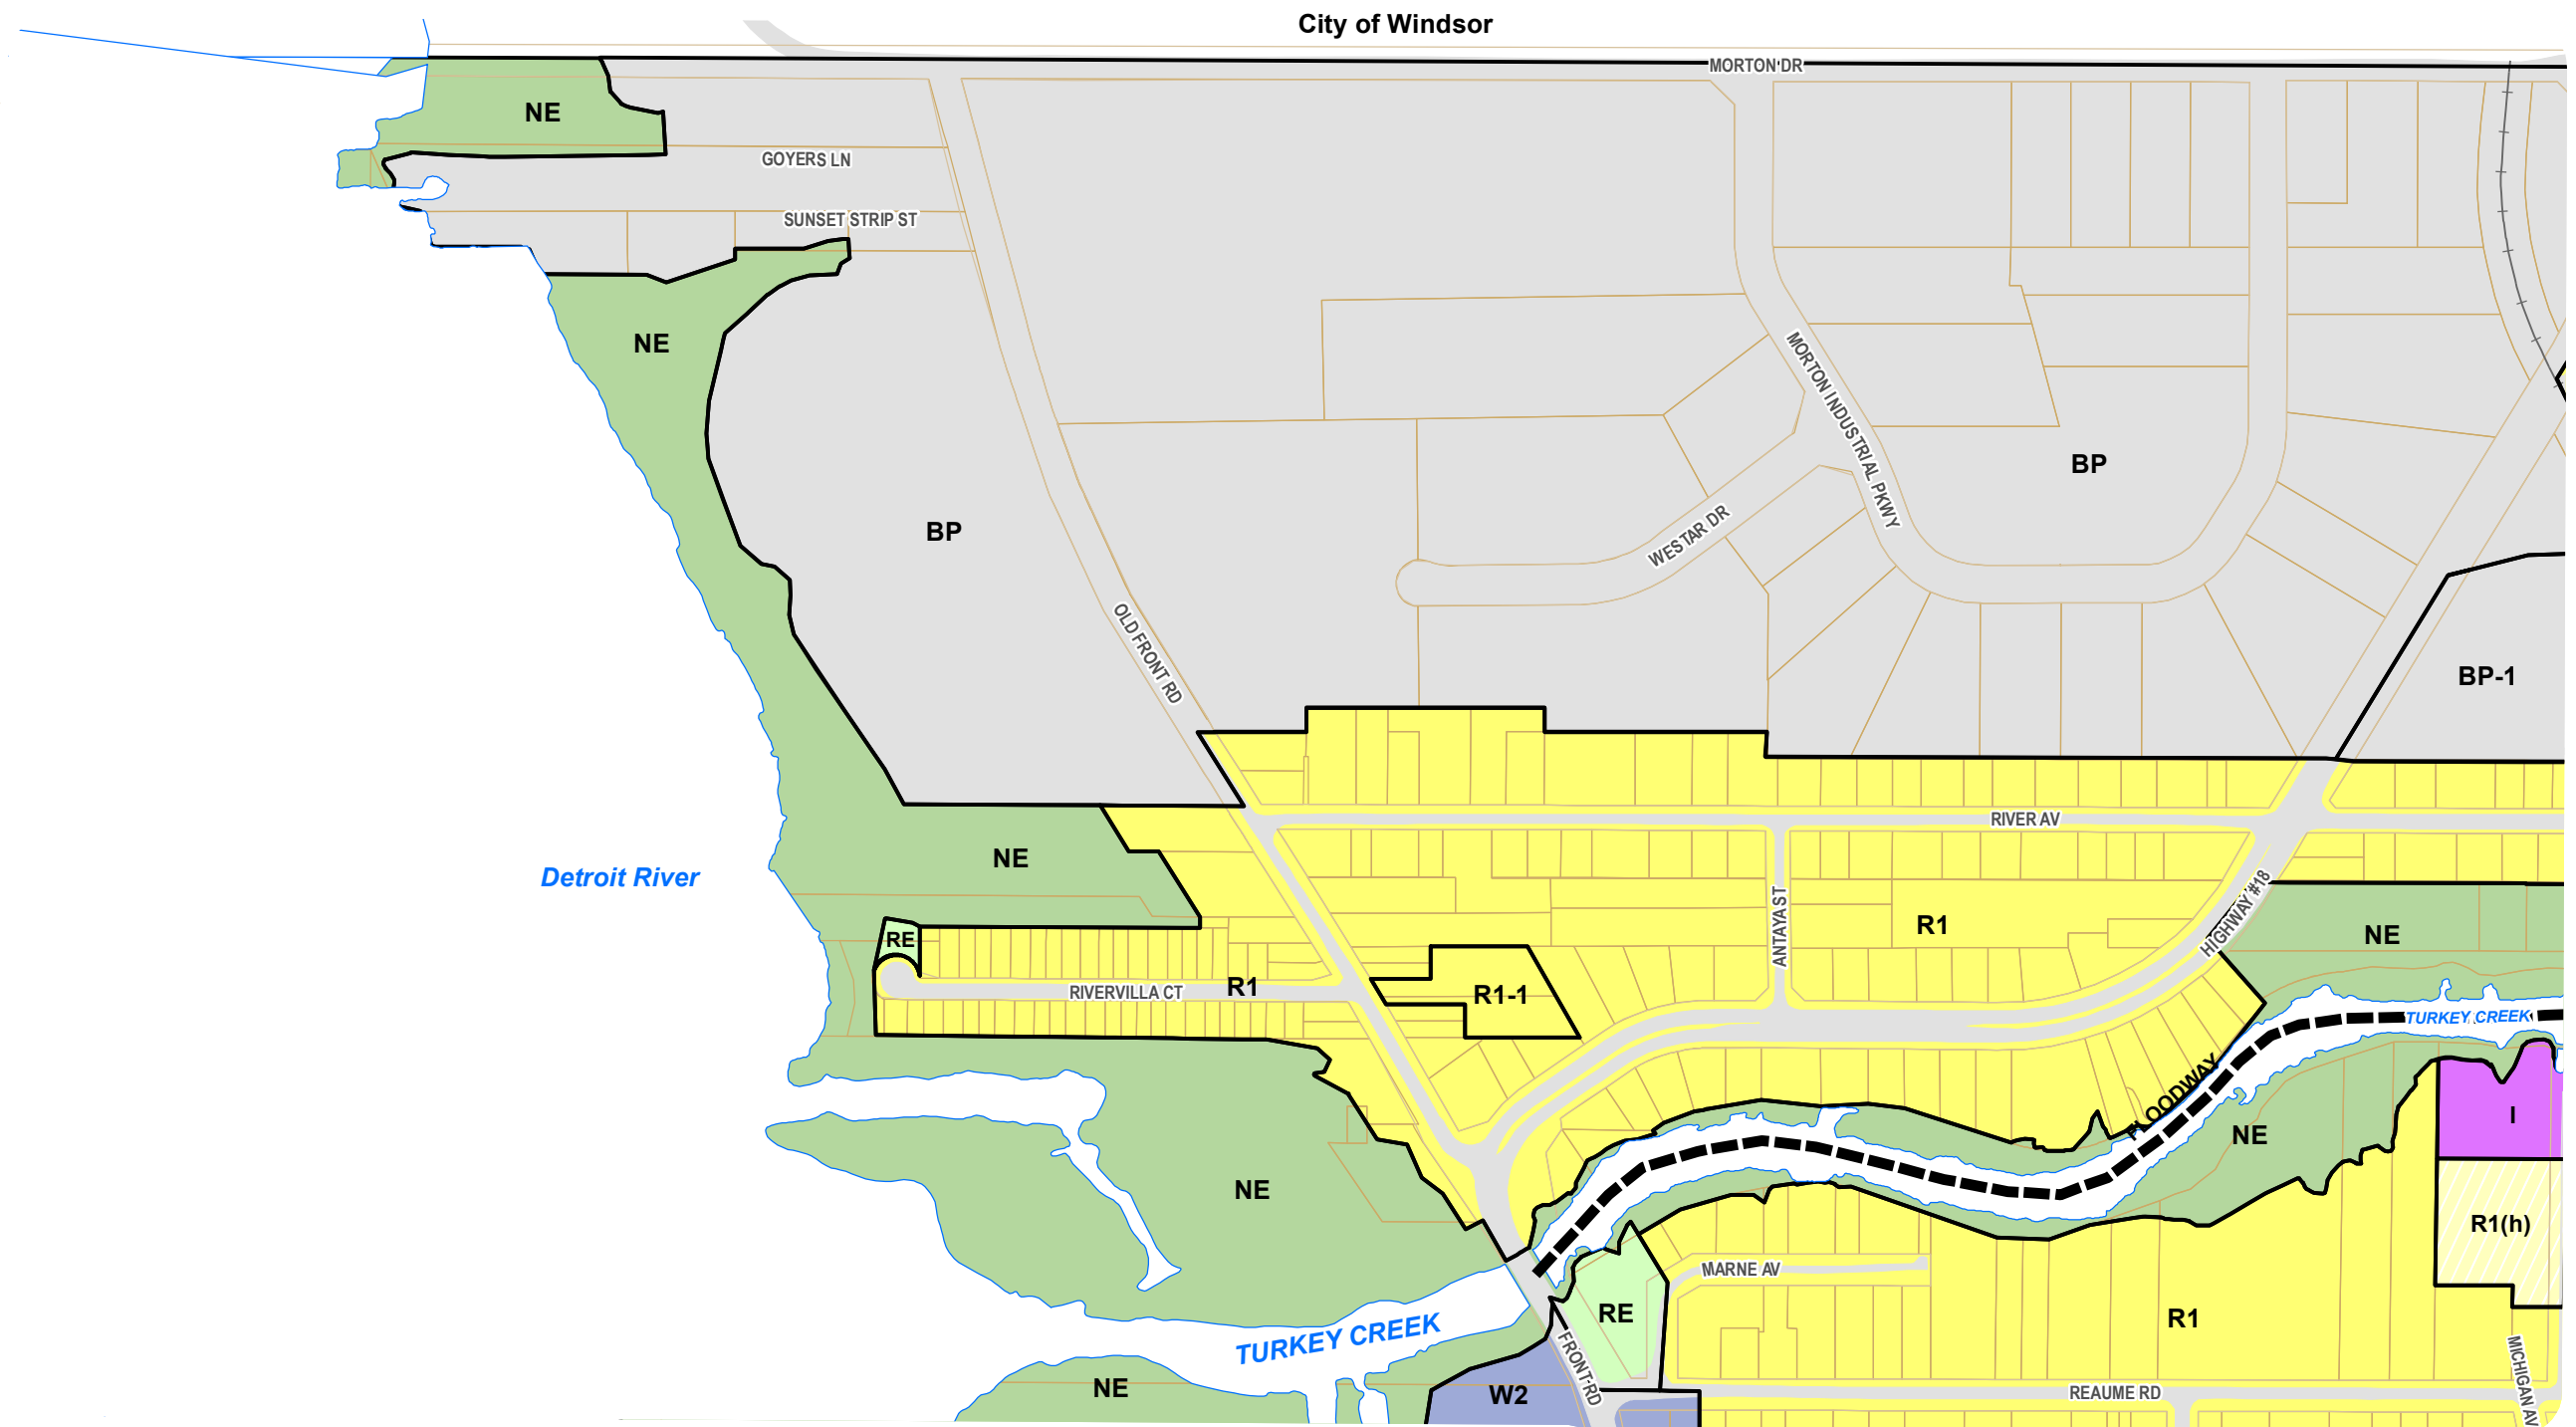 City of Windsor
MORTON DR
NE
GOYERS LN
SUNSET STRIP ST
NE
MORTON INDUSTRIAL PKWY
BP
BP
WESTAR DR
OLD FRONT RD
BP-1
RIVER AV
NE
Detroit River
ANTAYA ST
HIGHWAY #18
R1
NE
RE
RIVERVILLA CT
R1
R1-1
TURKEY CREEK
FLOODWAY
I
NE
NE
R1(h)
MARNE AV
RE
R1
TURKEY CREEK
FRONT RD
MICHIGAN AV
NE
W2
REAUME RD